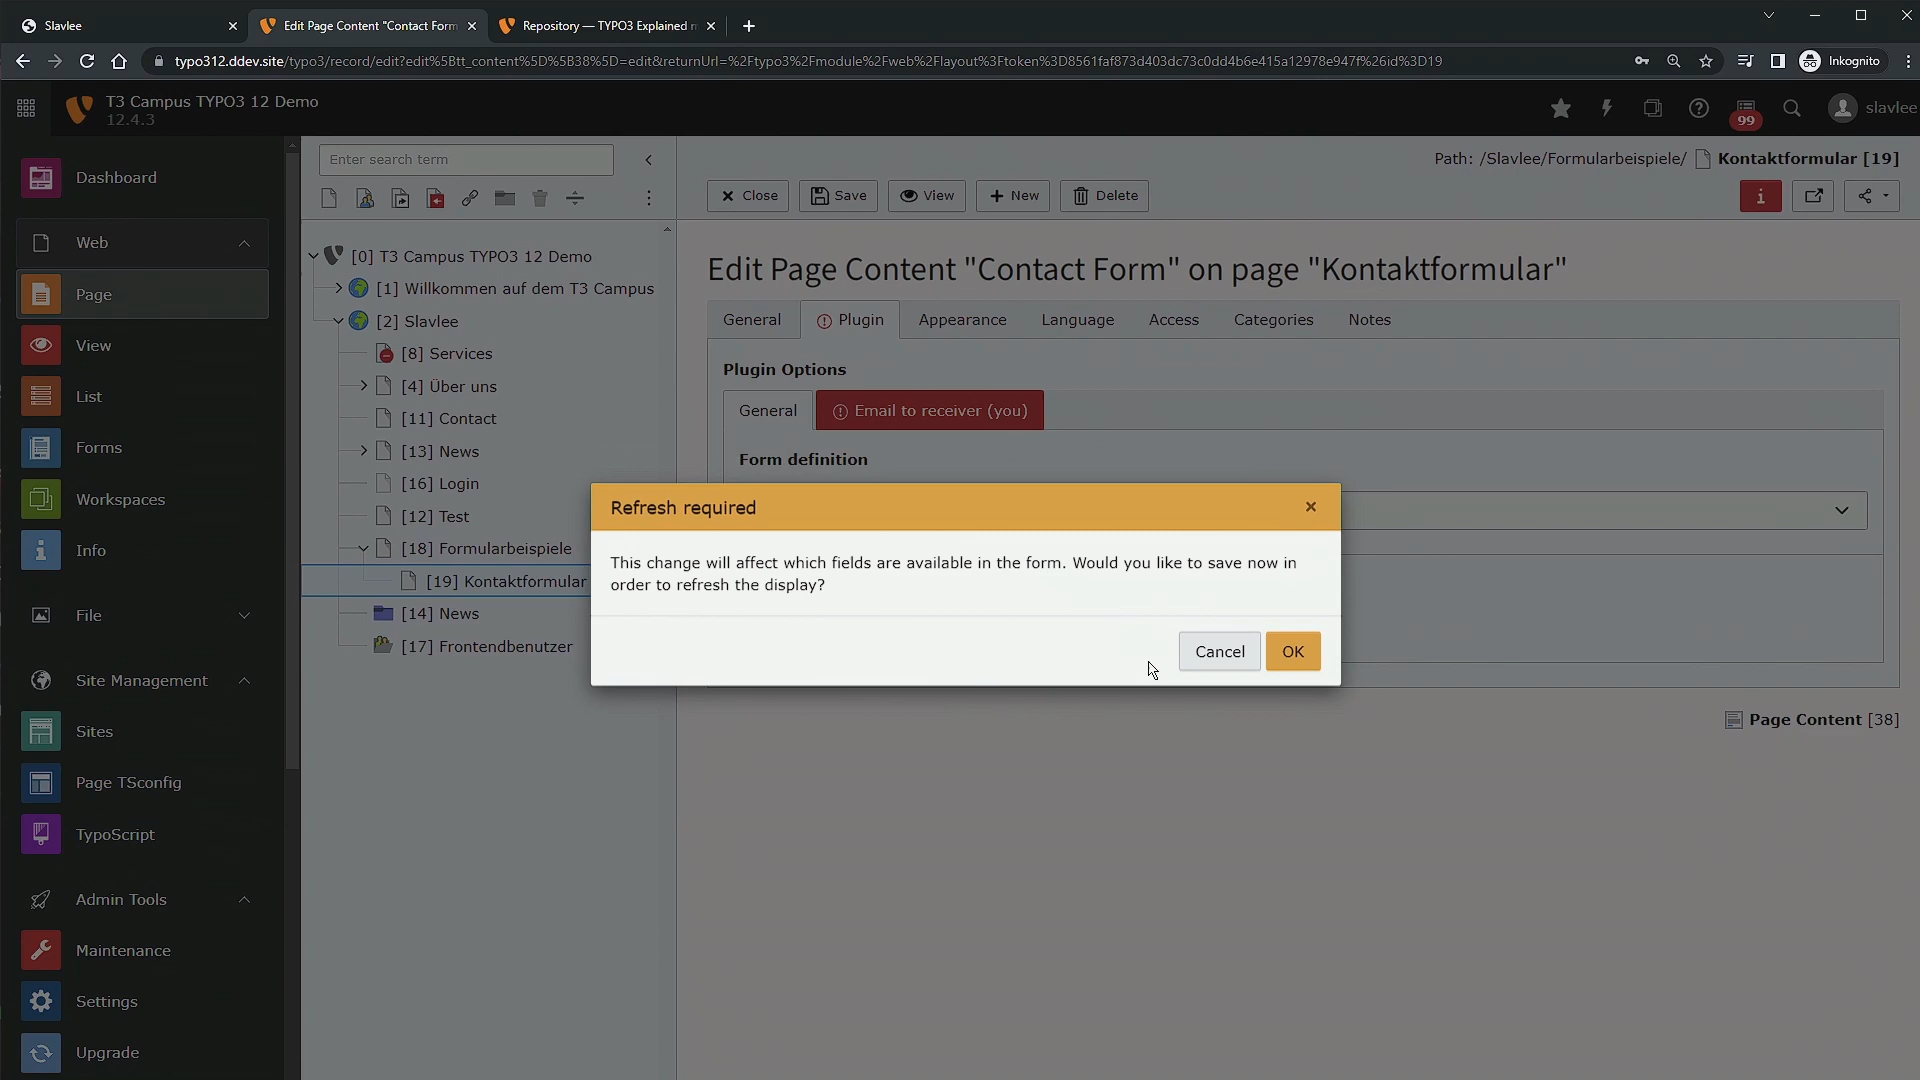 Slavlee
Edit Page Content "Contact Form
Repository — TYPO3 Explained
typo312.ddev.site/typo3/record/edit?edit%5Btt_content%5D%5B38%5D=edit&returnUrl=%2Ftypo3%2Fmodule%2Fweb%2Flayout%3Ftoken%3D8561faf873d403dc73c0dd4b6e415a12978e947f%26id%3D19
Inkognito
T3 Campus TYPO3 12 Demo
12.4.3
99
slavlee
Dashboard
Web
Page
View
List
Forms
Workspaces
Info
File
Site Management
Sites
Page TSconfig
TypoScript
Admin Tools
Maintenance
Settings
Upgrade
Enter search term
[0] T3 Campus TYPO3 12 Demo
[1] Willkommen auf dem T3 Campus
[2] Slavlee
[8] Services
[4] Über uns
[11] Contact
[13] News
[16] Login
[12] Test
[18] Formularbeispiele
[19] Kontaktformular
[14] News
[17] Frontendbenutzer
Path: /Slavlee/Formularbeispiele/ Kontaktformular [19]
Close Save View New Delete
Edit Page Content "Contact Form" on page "Kontaktformular"
General Plugin Appearance Language Access Categories Notes
Plugin Options
General Email to receiver (you)
Form definition
Refresh required
This change will affect which fields are available in the form. Would you like to save now in
order to refresh the display?
Cancel OK
Page Content [38]